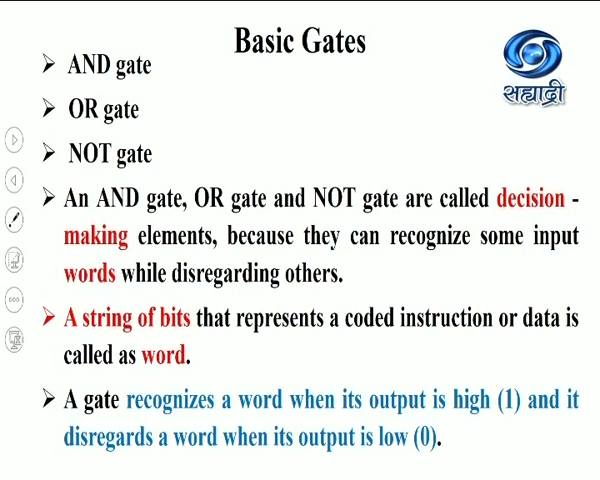 Basic Gates
➢ AND gate
सह्याद्री
➢ OR gate
➢ NOT gate
➢ An AND gate, OR gate and NOT gate are called decision -
making elements, because they can recognize some input
words while disregarding others.
➢ A string of bits that represents a coded instruction or data is
called as word.
➢ A gate recognizes a word when its output is high (1) and it
disregards a word when its output is low (0).